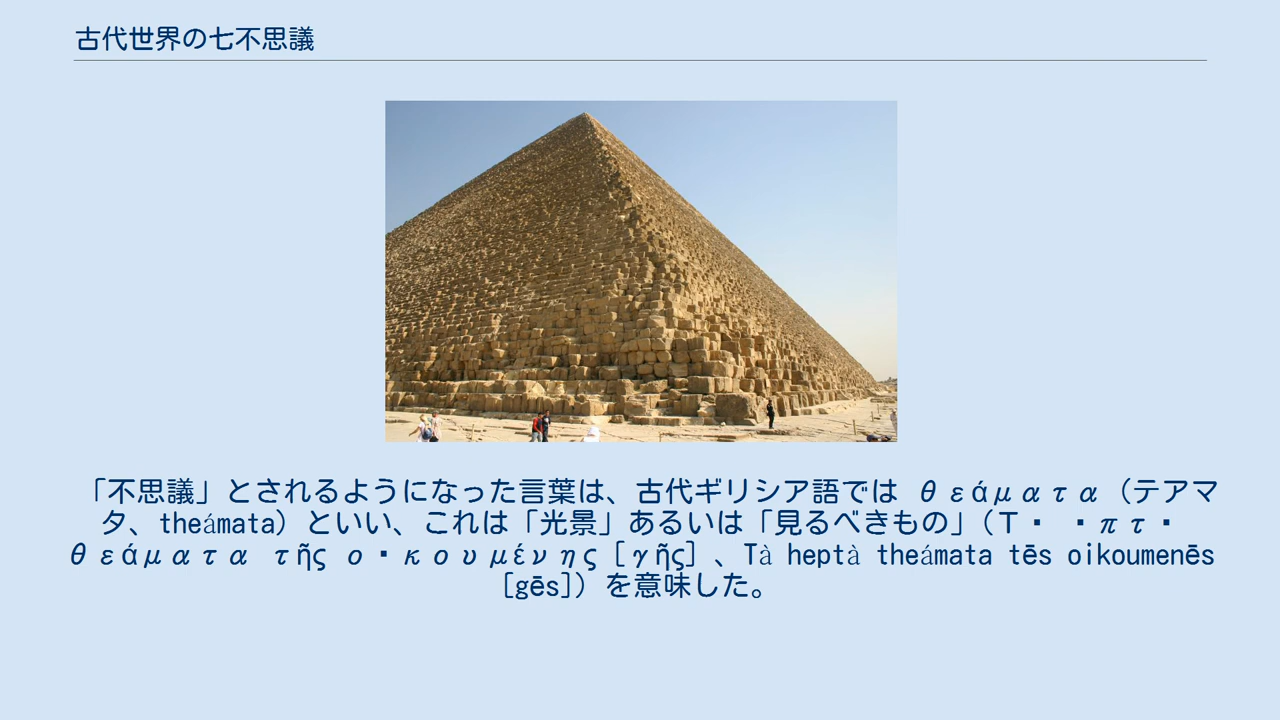 古代世界の七不思議
「不思議」とされるようになった言葉は、古代ギリシア語では θεάματα（テアマ
タ、theámata）といい、これは「光景」あるいは「見るべきもの」（Τ· ·πτ·
θεάματα τῆς ο·κουμένης［γῆς］、Tà heptà theámata tēs oikoumenēs
[gēs]）を意味した。